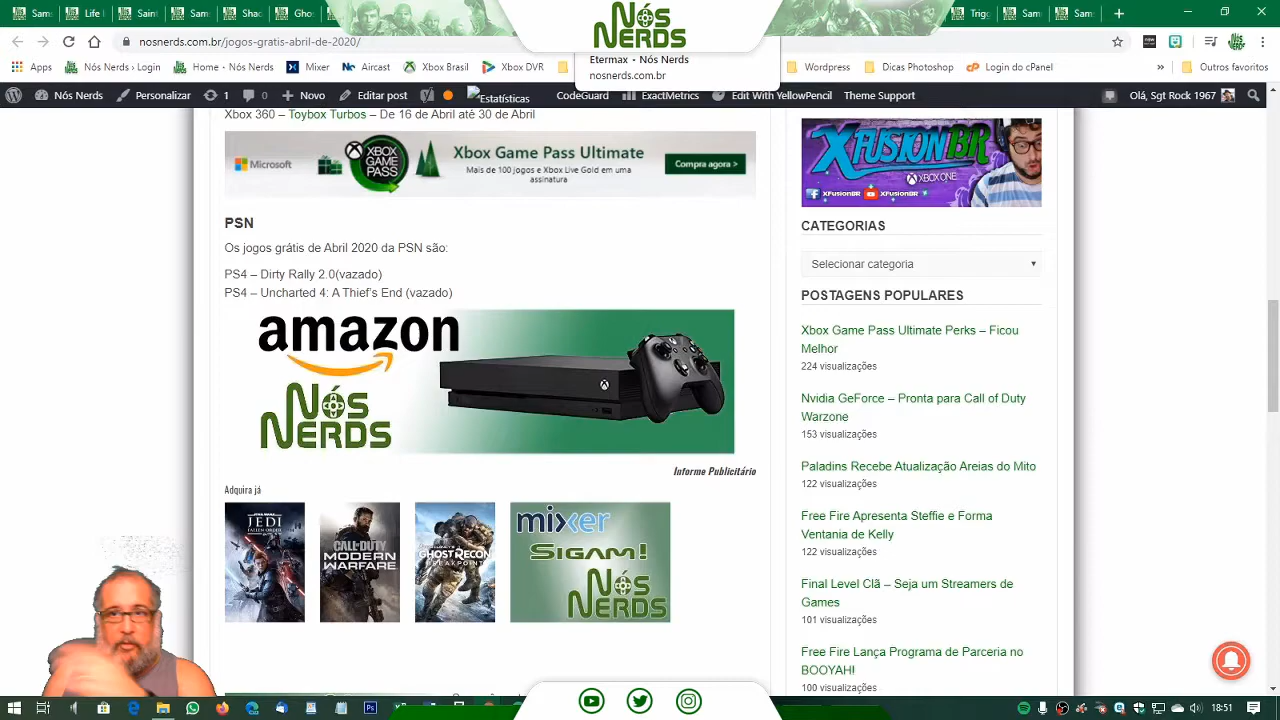 Sam
Life
Saint
Sam
Shac
Ghos
Nós
NERDS
Trigg
Sam
Sam
nosnerds.com.br/jogos-gratis-abril-de-2020/
Etermax - Nós Nerds
nosnerds.com.br
Apps
Nós Nerds › Login
Home - Nós Nerds
Mixer
Aircast
Xbox Brasil
Xbox DVR
Wordpress
Dicas Photoshop
Login do cPanel
»
Outros favoritos
Nós Nerds
Personalizar
1
0
Novo
Editar post
Estatísticas
CodeGuard
ExactMetrics
Edit With YellowPencil
Theme Support
Olá, Sgt Rock 1967
Xbox 360 – Toybox Turbos – De 16 de Abril até 30 de Abril
Microsoft
XBOX
GAME
PASS
Xbox Game Pass Ultimate
Mais de 100 jogos e Xbox Live Gold em uma
assinatura
Compra agora >
PSN
Os jogos grátis de Abril 2020 da PSN são:
PS4 – Dirty Rally 2.0(vazado)
PS4 – Uncharted 4: A Thief's End (vazado)
amazon
Nós
NERDS
Informe Publicitário
Adquira já
STAR WARS
JEDI
FALLEN ORDER
CALL OF DUTY
MODERN
WARFARE
GHOST RECON
BREAKPOINT
mixer
SIGAM!
Nós
NERDS
XFUSIONBR
XBOX ONE
XFusionBR
XFusionBR
CATEGORIAS
Selecionar categoria
POSTAGENS POPULARES
Xbox Game Pass Ultimate Perks – Ficou
Melhor
224 visualizações
Nvidia GeForce – Pronta para Call of Duty
Warzone
153 visualizações
Paladins Recebe Atualização Areias do Mito
122 visualizações
Free Fire Apresenta Steffie e Forma
Ventania de Kelly
122 visualizações
Final Level Clã – Seja um Streamers de
Games
101 visualizações
Free Fire Lança Programa de Parceria no
BOOYAH!
100 visualizações
18:51